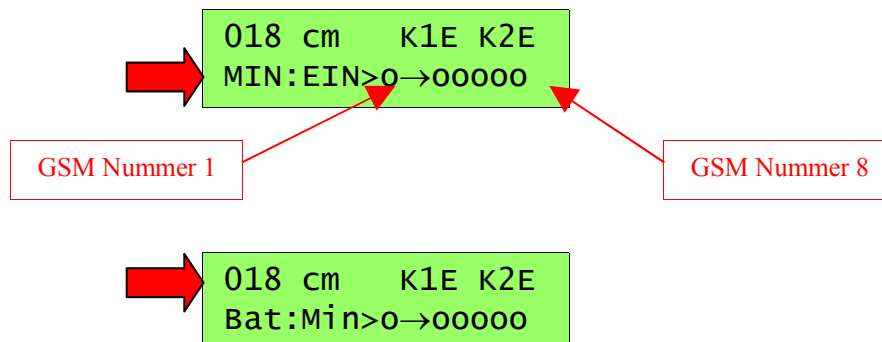 018 cm K1E K2E
MIN:EIN>o→ooooo
GSM Nummer 1
GSM Nummer 8
018 cm K1E K2E
Bat:Min>o→ooooo